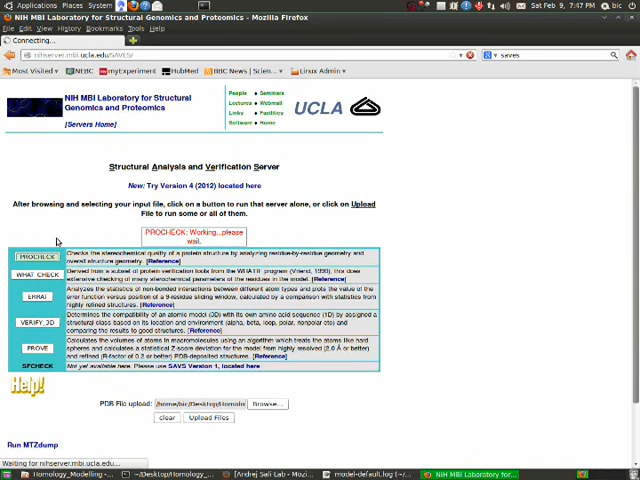 Applications Places System
Sat Feb 9, 7:47 PM bic
NIH MBI Laboratory for Structural Genomics and Proteomics - Mozilla Firefox
File Edit View History Bookmarks Tools Help
Connecting...
nihserver.mbi.ucla.edu/SAVES/
saves
Most Visited NEBC myExperiment HubMed BBC News | Scien... Linux Admin
NIH MBI Laboratory for Structural
Genomics and Proteomics
[Servers Home]
People Seminars
Lectures Webmail
Links Facilities
Software Home
UCLA
Structural Analysis and Verification Server
New: Try Version 4 (2012) located here
After browsing and selecting your input file, click on a button to run that server alone, or click on Upload
File to run some or all of them.
PROCHECK: Working...please
wait.
PROCHECK
Checks the stereochemical quality of a protein structure by analyzing residue-by-residue geometry and
overall structure geometry. [Reference]
WHAT_CHECK
Derived from a subset of protein verification tools from the WHATIF program (Vriend, 1990), this does
extensive checking of many stereochemical parameters of the residues in the model. [Reference]
ERRAT
Analyzes the statistics of non-bonded interactions between different atom types and plots the value of the
error function versus position of a 9-residue sliding window, calculated by a comparison with statistics from
highly refined structures. [Reference]
VERIFY_3D
Determines the compatibility of an atomic model (3D) with its own amino acid sequence (1D) by assigned a
structural class based on its location and environment (alpha, beta, loop, polar, nonpolar etc) and
comparing the results to good structures. [Reference]
PROVE
Calculates the volumes of atoms in macromolecules using an algorithm which treats the atoms like hard
spheres and calculates a statistical Z-score deviation for the model from highly resolved (2.0 Å or better)
and refined (R-factor of 0.2 or better) PDB-deposited structures. [Reference]
SFCHECK
Not yet available here. Please use SAVS Version 1, located here
Help!
PDB File upload: /home/bic/Desktop/Homolo Browse...
clear Upload Files
Run MTZdump
Waiting for nihserver.mbi.ucla.edu...
Homology_Modelling - ... ~/Desktop/Homology_... [Andrej Sali Lab - Mozi... model-default.log (~/... NIH MBI Laboratory for...